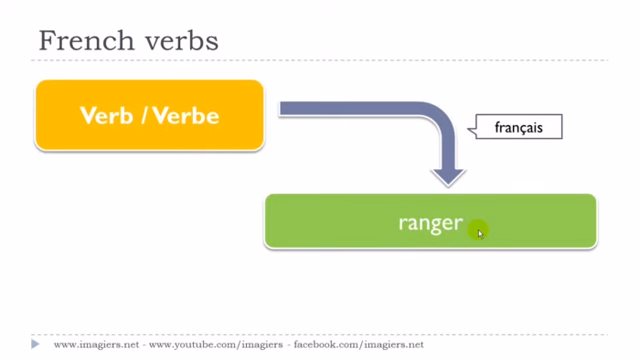 French verbs
Verb / Verbe
français
ranger
www.imagiers.net - www.youtube.com/imagiers - facebook.com/imagiers.net